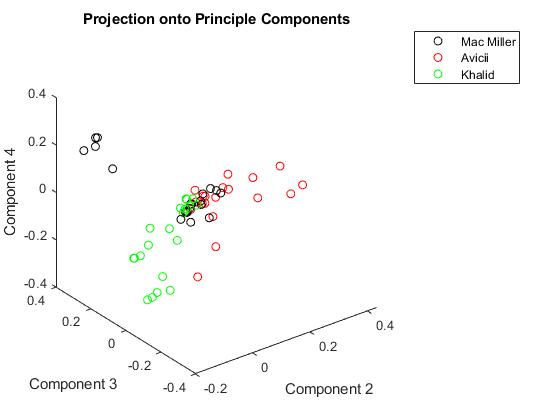 Projection onto Principle Components
Mac Miller
Avicii
Khalid
0.4
0.2
0
-0.2
-0.4
Component 4
0.4
0.2
0
-0.2
-0.4
Component 3
-0.2
0
0.2
0.4
Component 2